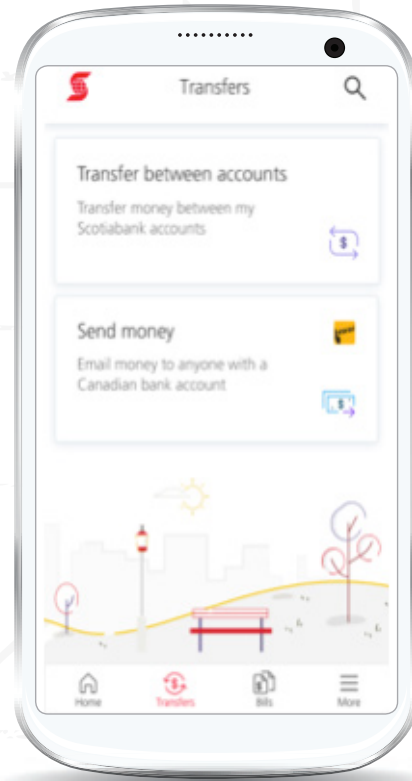 Transfers
Transfer between accounts
Transfer money between my
Scotiabank accounts
$
Send money
Email money to anyone with a
Canadian bank account
$
$
$
Home
Transfers
Bills
More